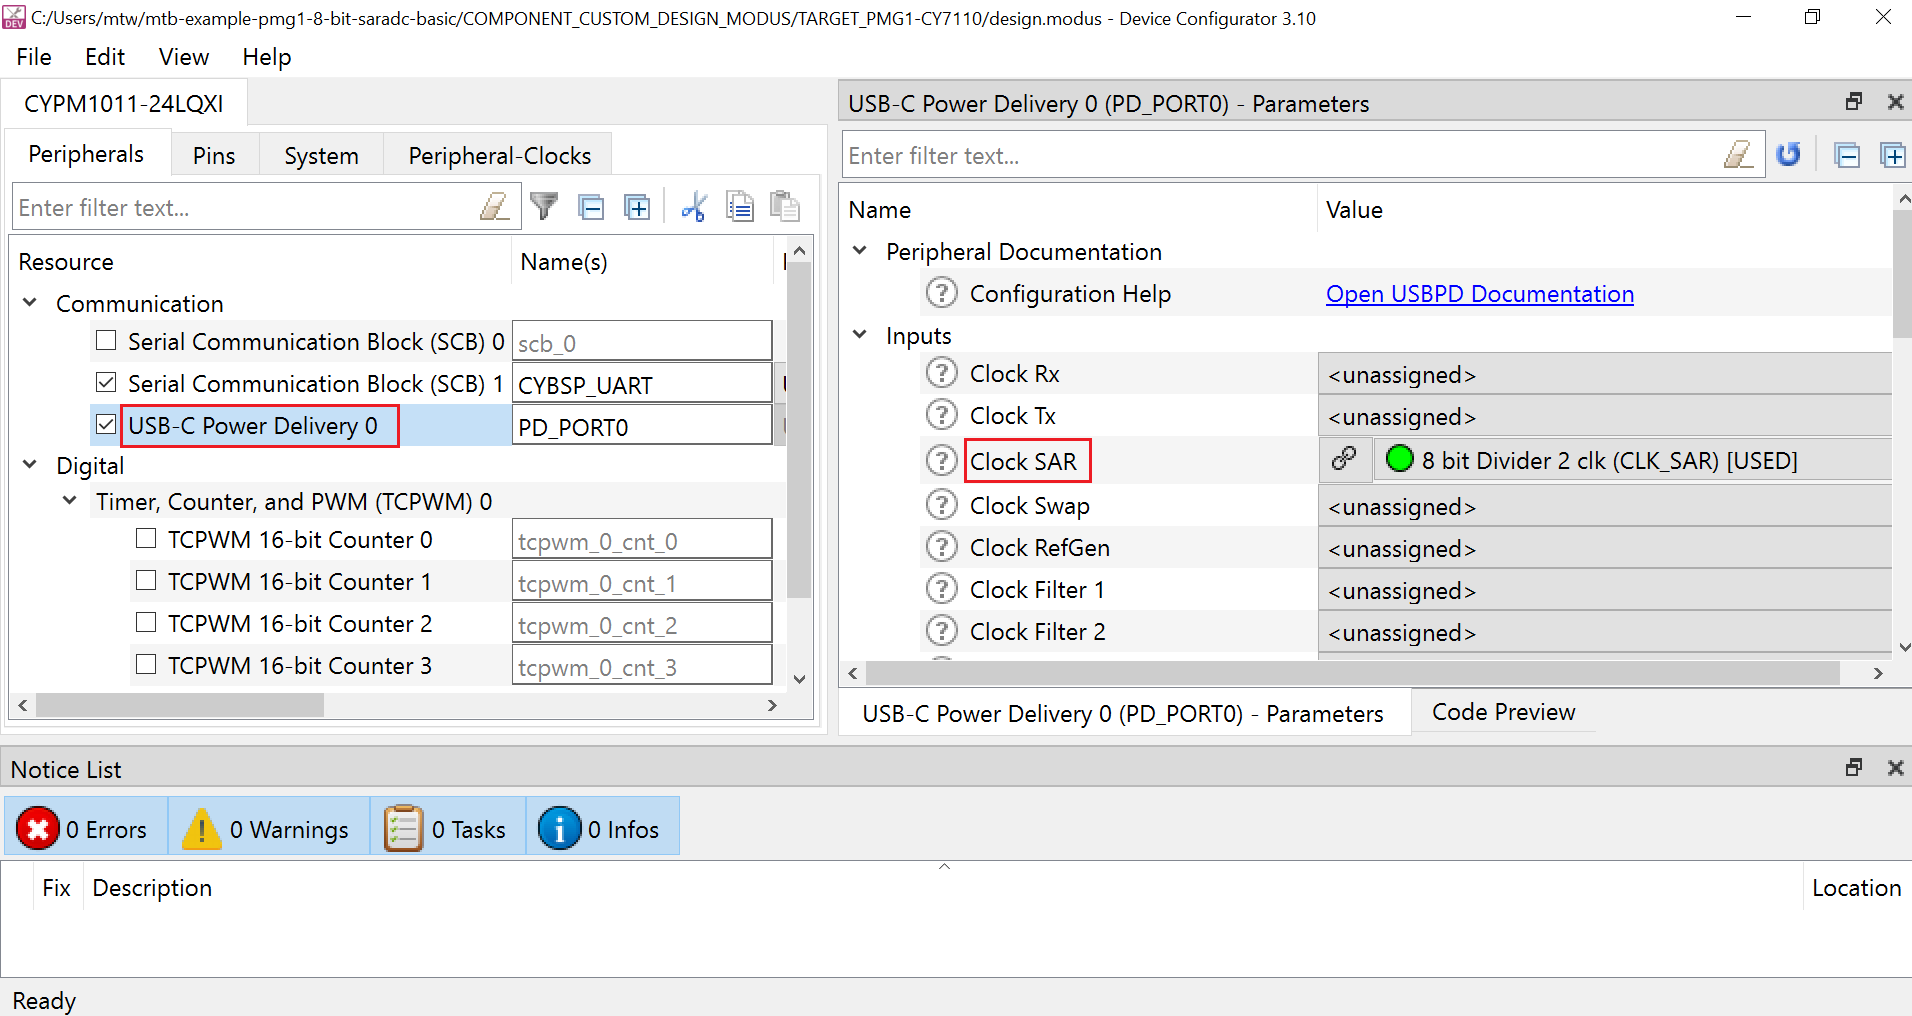 C:/Users/mtw/mtb-example-pmg1-8-bit-saradc-basic/COMPONENT_CUSTOM_DESIGN_MODUS/TARGET_PMG1-CY7110/design.modus - Device Configurator 3.10
File Edit View Help
CYPM1011-24LQXI
Peripherals Pins System Peripheral-Clocks
Enter filter text...
Resource Name(s)
Communication
Serial Communication Block (SCB) 0 scb_0
Serial Communication Block (SCB) 1 CYBSP_UART
USB-C Power Delivery 0 PD_PORT0
Digital
Timer, Counter, and PWM (TCPWM) 0
TCPWM 16-bit Counter 0 tcpwm_0_cnt_0
TCPWM 16-bit Counter 1 tcpwm_0_cnt_1
TCPWM 16-bit Counter 2 tcpwm_0_cnt_2
TCPWM 16-bit Counter 3 tcpwm_0_cnt_3
USB-C Power Delivery 0 (PD_PORT0) - Parameters
Enter filter text...
Name Value
Peripheral Documentation
Configuration Help Open USBPD Documentation
Inputs
Clock Rx <unassigned>
Clock Tx <unassigned>
Clock SAR 8 bit Divider 2 clk (CLK_SAR) [USED]
Clock Swap <unassigned>
Clock RefGen <unassigned>
Clock Filter 1 <unassigned>
Clock Filter 2 <unassigned>
USB-C Power Delivery 0 (PD_PORT0) - Parameters Code Preview
Notice List
0 Errors 0 Warnings 0 Tasks 0 Infos
Fix Description Location
Ready